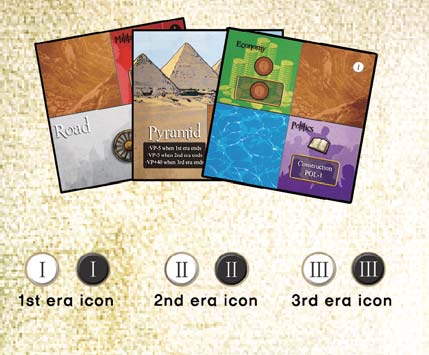 Economy
I
Road
Pyramid
-VP-5 when 1st era ends
-VP-5 when 2nd era ends
-VP+40 when 3rd era ends
Politics
Construction
POL-1
I I II II III III
1st era icon 2nd era icon 3rd era icon